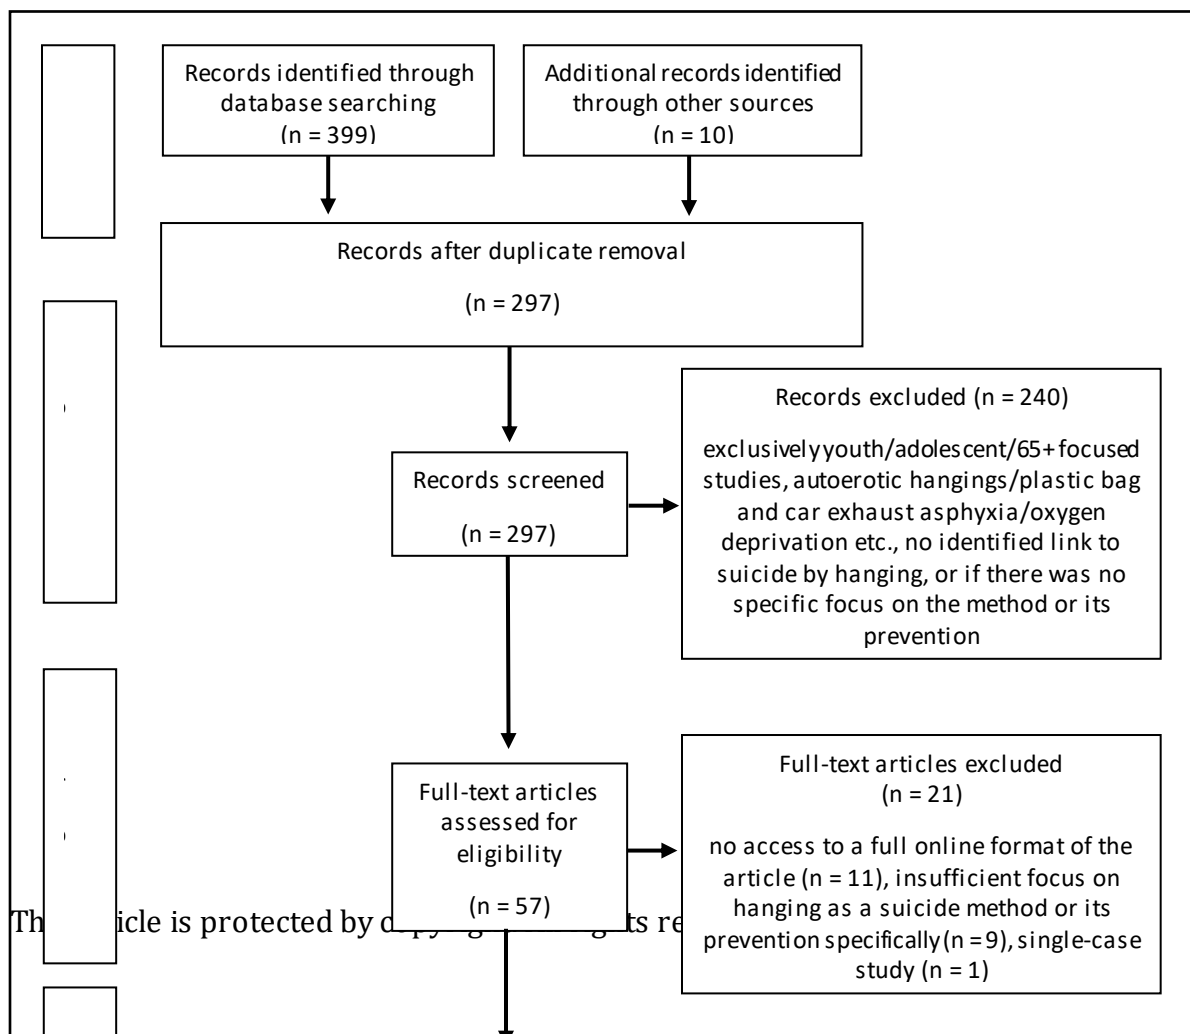 Records identified through
database searching
(n = 399)
Additional records identified
through other sources
(n = 10)
Records after duplicate removal
(n = 297)
Records screened
(n = 297)
Records excluded (n = 240)
exclusively youth/adolescent/65+ focused
studies, autoerotic hangings/plastic bag
and car exhaust asphyxia/oxygen
deprivation etc., no identified link to
suicide by hanging, or if there was no
specific focus on the method or its
prevention
Full-text articles
assessed for
eligibility
(n = 57)
Full-text articles excluded
(n = 21)
no access to a full online format of the
article (n = 11), insufficient focus on
hanging as a suicide method or its
prevention specifically (n = 9), single-case
study (n = 1)
is protected by